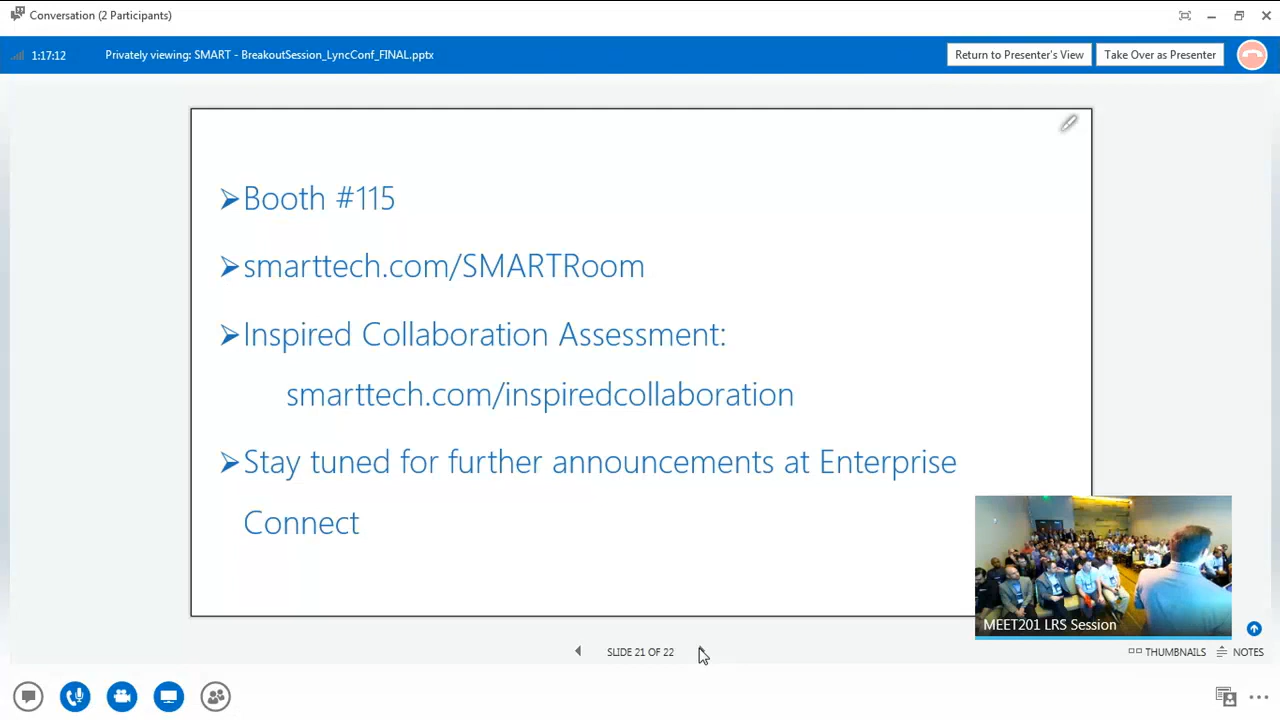 Conversation (2 Participants)
1:17:12 Privately viewing: SMART - BreakoutSession_LyncConf_FINAL.pptx Return to Presenter's View Take Over as Presenter
➢Booth #115
➢smarttech.com/SMARTRoom
➢Inspired Collaboration Assessment:
smarttech.com/inspiredcollaboration
➢Stay tuned for further announcements at Enterprise
Connect
MEET201 LRS Session
SLIDE 21 OF 22 THUMBNAILS NOTES